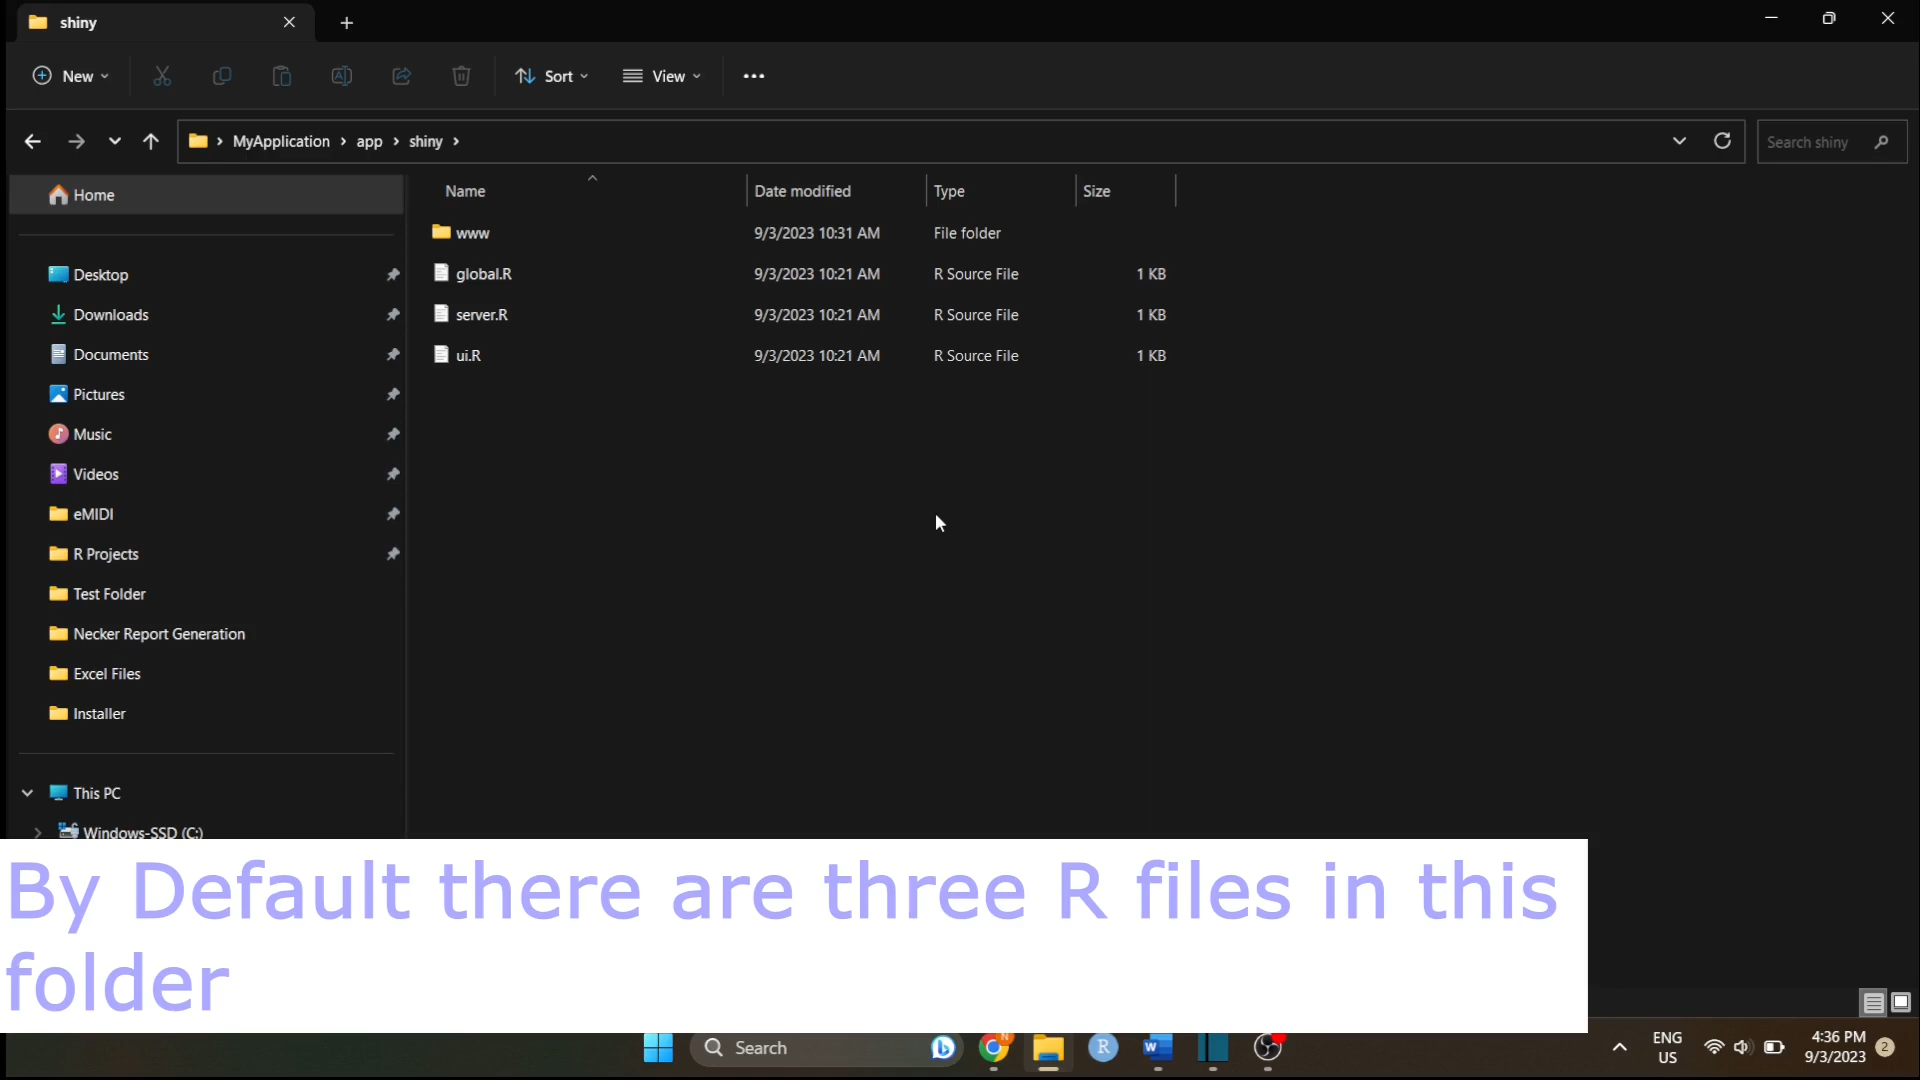 shiny
New
Sort
View
MyApplication
app
shiny
Search shiny
Home
Name
Date modified
Type
Size
www
9/3/2023 10:31 AM
File folder
global.R
9/3/2023 10:21 AM
R Source File
1 KB
server.R
9/3/2023 10:21 AM
R Source File
1 KB
ui.R
9/3/2023 10:21 AM
R Source File
1 KB
Desktop
Downloads
Documents
Pictures
Music
Videos
eMIDI
R Projects
Test Folder
Necker Report Generation
Excel Files
Installer
This PC
Windows-SSD (C:)
By Default there are three R files in this
folder
Search
N
R
W
ENG
US
4:36 PM
9/3/2023
2